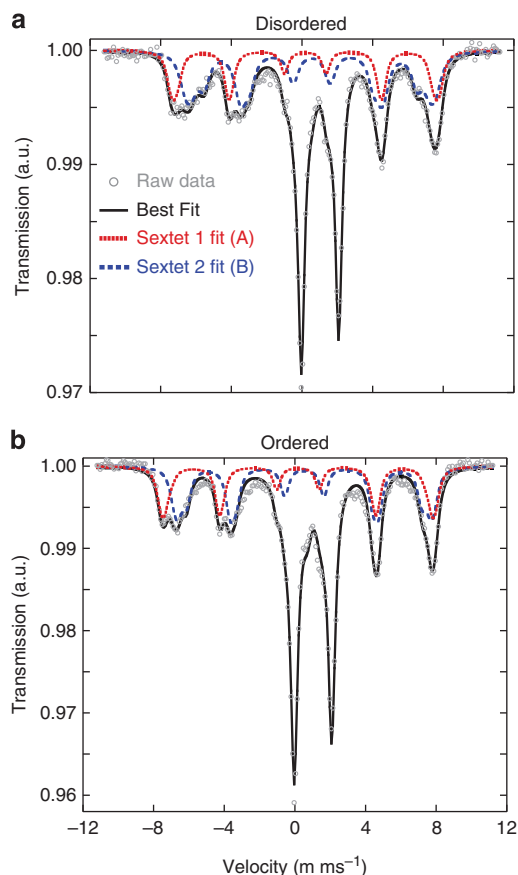 a
Disordered
1.00
0.99
0.98
0.97
Transmission (a.u.)
Raw data
Best Fit
Sextet 1 fit (A)
Sextet 2 fit (B)
b
Ordered
1.00
0.99
0.98
0.97
0.96
Transmission (a.u.)
−12 −8 −4 0 4 8 12
Velocity (m ms⁻¹)